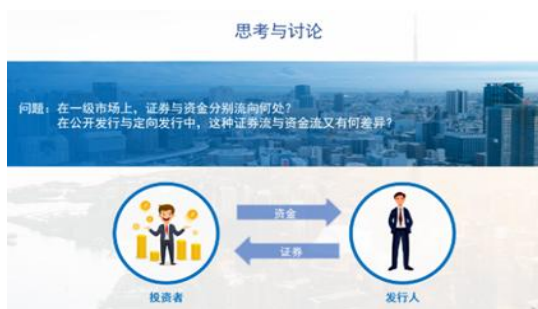 思考与讨论
问题：在一级市场上，证券与资金分别流向何处？
在公开发行与定向发行中，这种证券流与资金流又有何差异？
资金
证券
投资者
发行人